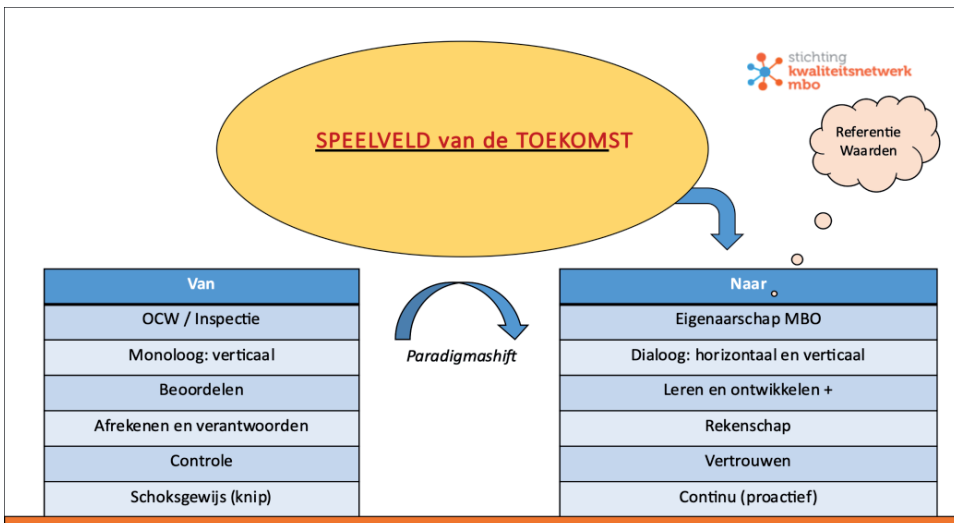 SPEELVELD van de TOEKOMST
stichting
kwaliteitsnetwerk
mbo
Referentie
Waarden
Van
OCW / Inspectie
Monoloog: verticaal
Beoordelen
Afrekenen en verantwoorden
Controle
Schoksgewijs (knip)
Paradigmashift
Naar
Eigenaarschap MBO
Dialoog: horizontaal en verticaal
Leren en ontwikkelen +
Rekenschap
Vertrouwen
Continu (proactief)